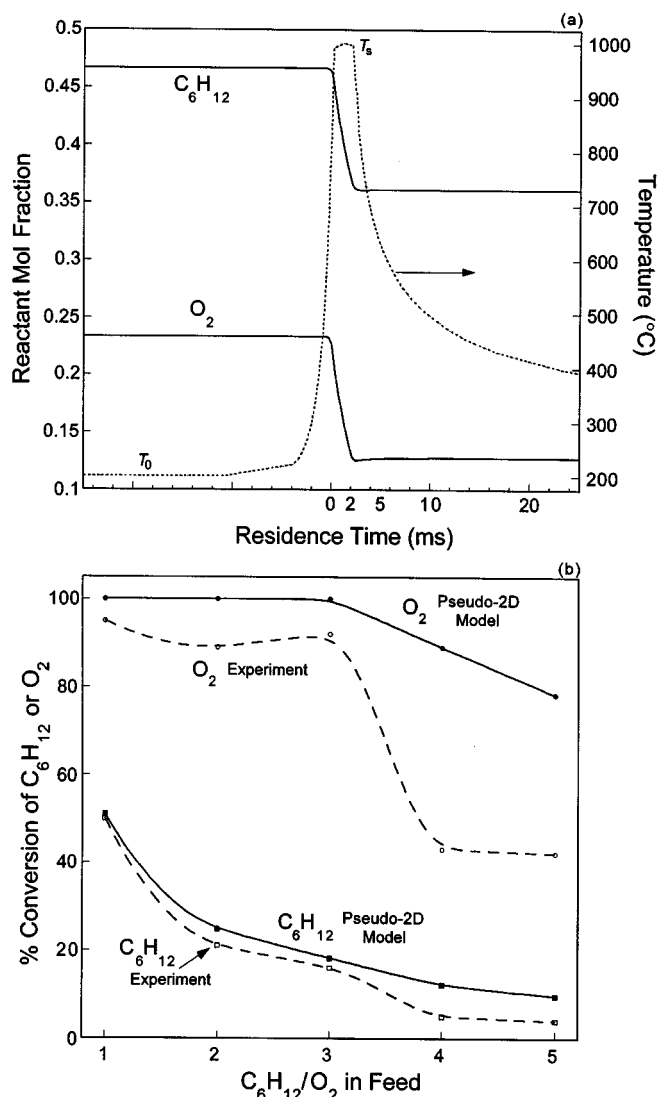 (a)
0.5
0.45
0.4
0.35
0.3
0.25
0.2
0.15
0.1
Reactant Mol Fraction
C6H12
O2
T0
Ts
1000
900
800
700
600
500
400
300
200
Temperature (°C)
0 2 5 10 20
Residence Time (ms)
(b)
100
80
60
40
20
0
% Conversion of C6H12 or O2
O2 Pseudo-2D
Model
O2 Experiment
C6H12 Pseudo-2D
Model
C6H12
Experiment
1 2 3 4 5
C6H12/O2 in Feed